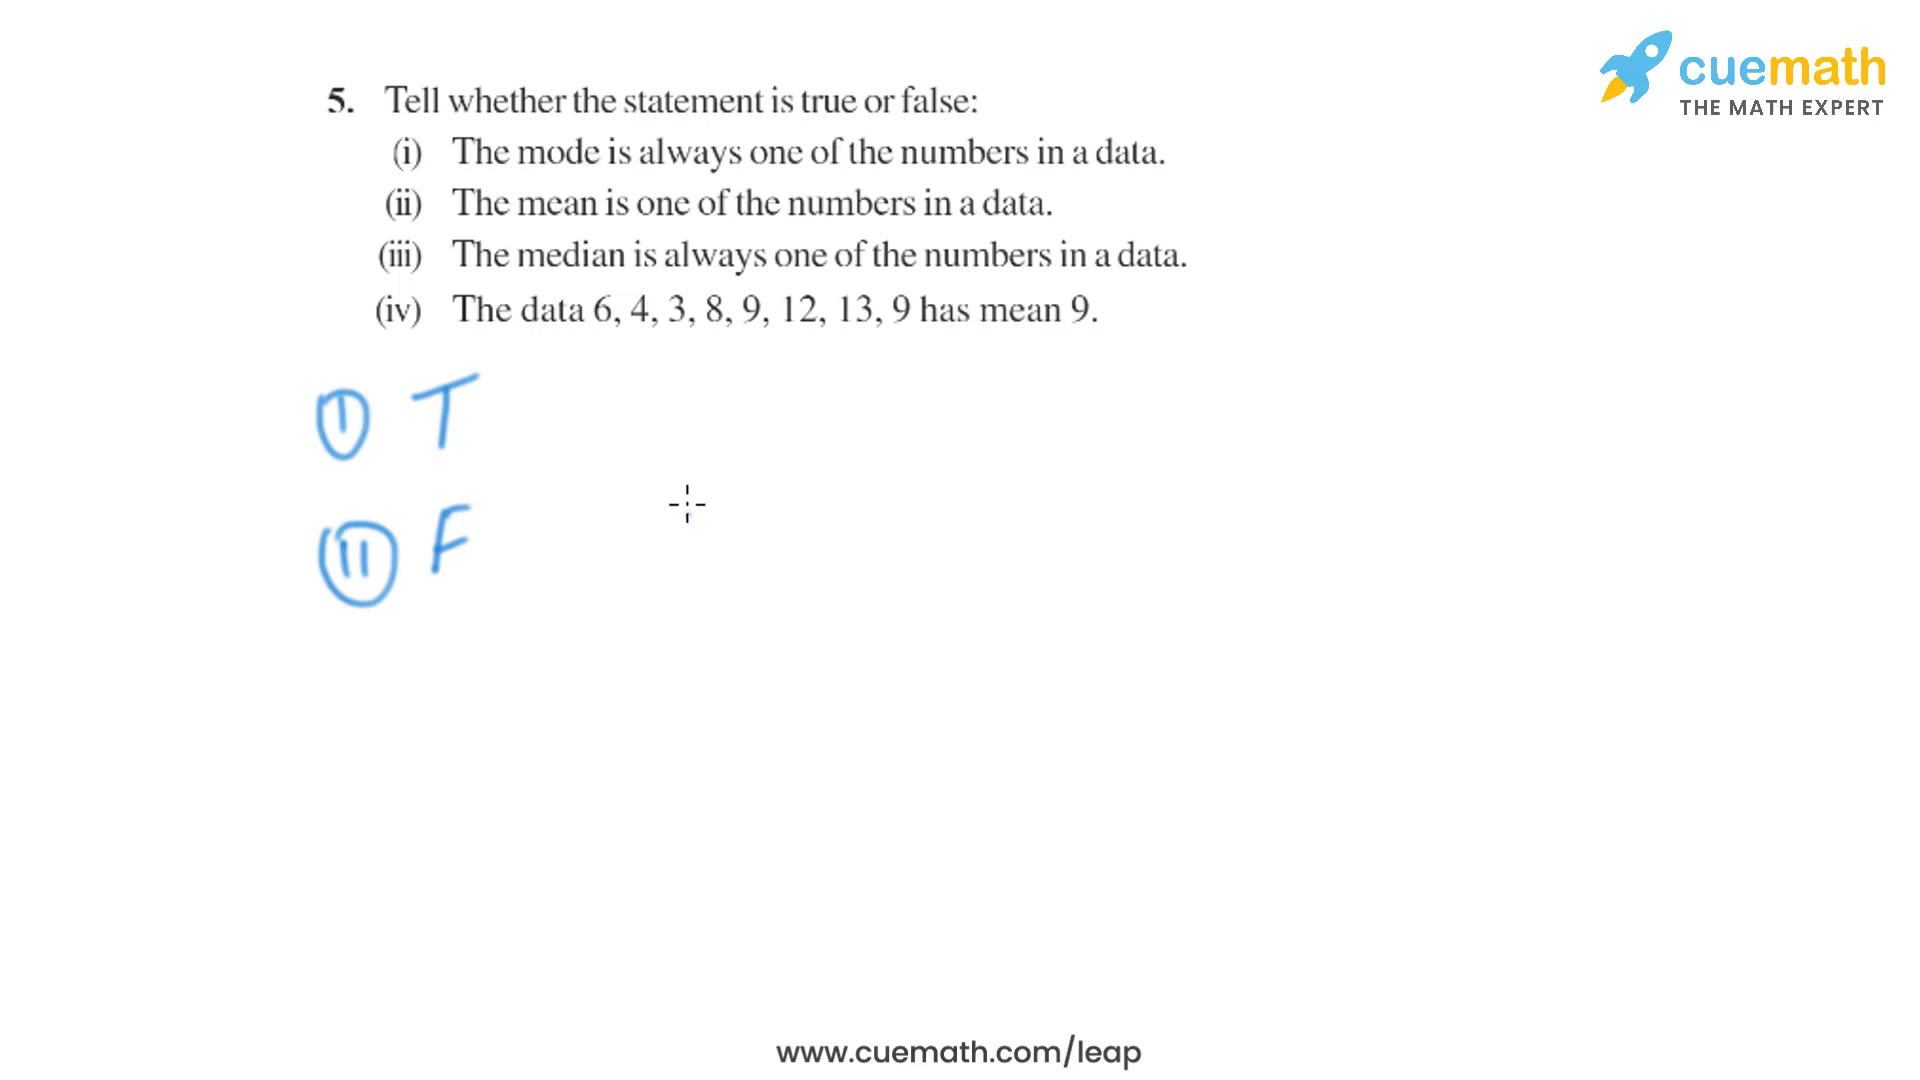 cuemath
THE MATH EXPERT
5. Tell whether the statement is true or false:
(i) The mode is always one of the numbers in a data.
(ii) The mean is one of the numbers in a data.
(iii) The median is always one of the numbers in a data.
(iv) The data 6, 4, 3, 8, 9, 12, 13, 9 has mean 9.
I T
II F
www.cuemath.com/leap